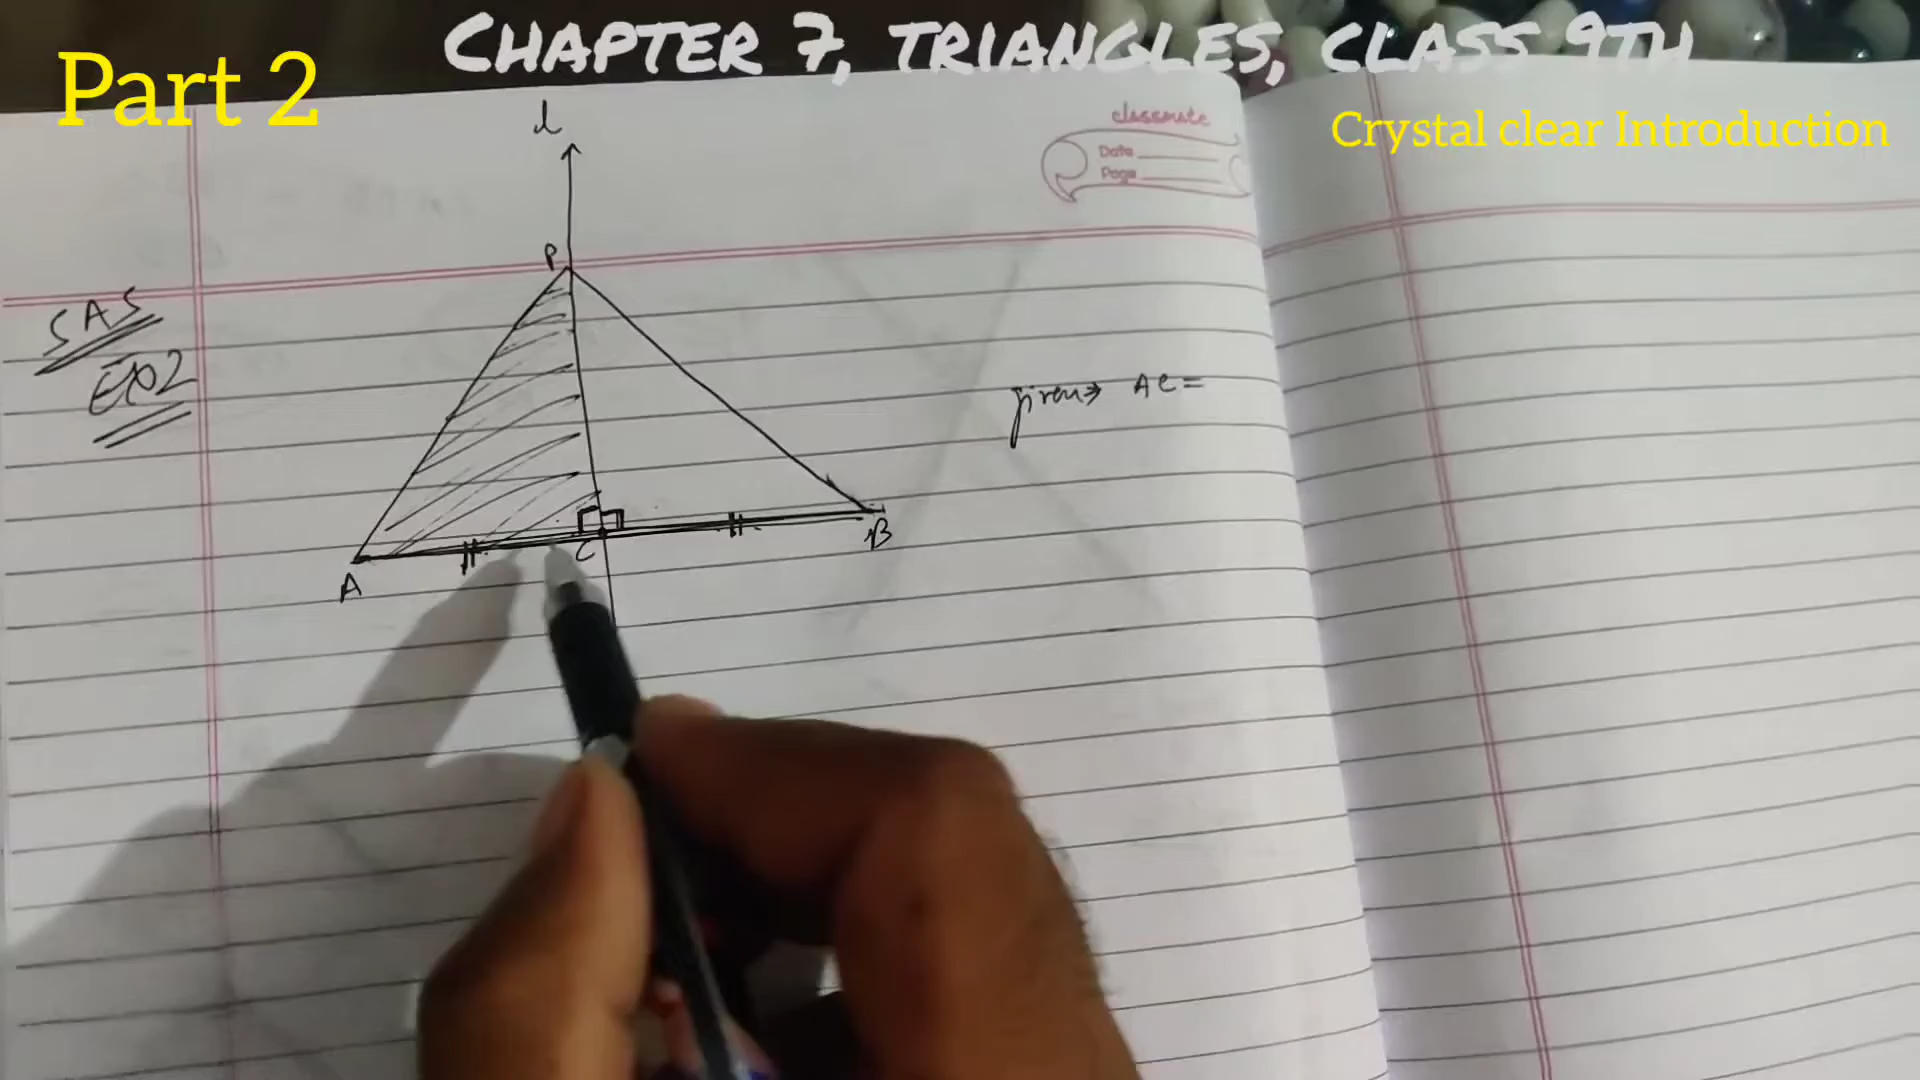 CHAPTER 7, TRIANGLES, CLASS 9TH
Part 2
Crystal clear Introduction
classmate
Date
Page
l
P
SAS
EX2
given⇒ AC=
C
B
A